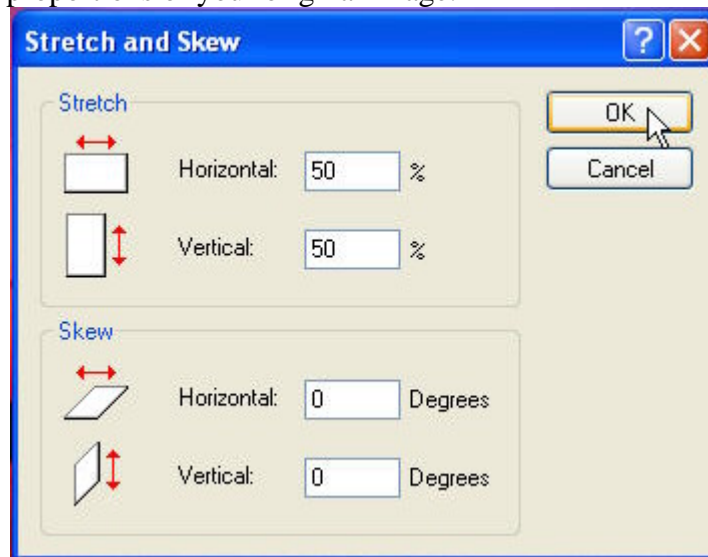 Stretch and Skew
Stretch
Horizontal: 50 %
Vertical: 50 %
Skew
Horizontal: 0 Degrees
Vertical: 0 Degrees
OK
Cancel